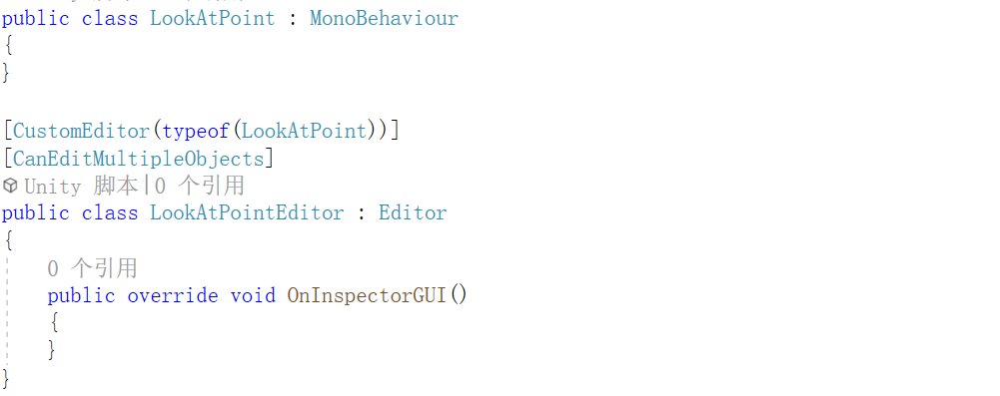 public class LookAtPoint : MonoBehaviour
{
}
[CustomEditor(typeof(LookAtPoint))]
[CanEditMultipleObjects]
Unity 脚本|0 个引用
public class LookAtPointEditor : Editor
{
0 个引用
public override void OnInspectorGUI()
{
}
}